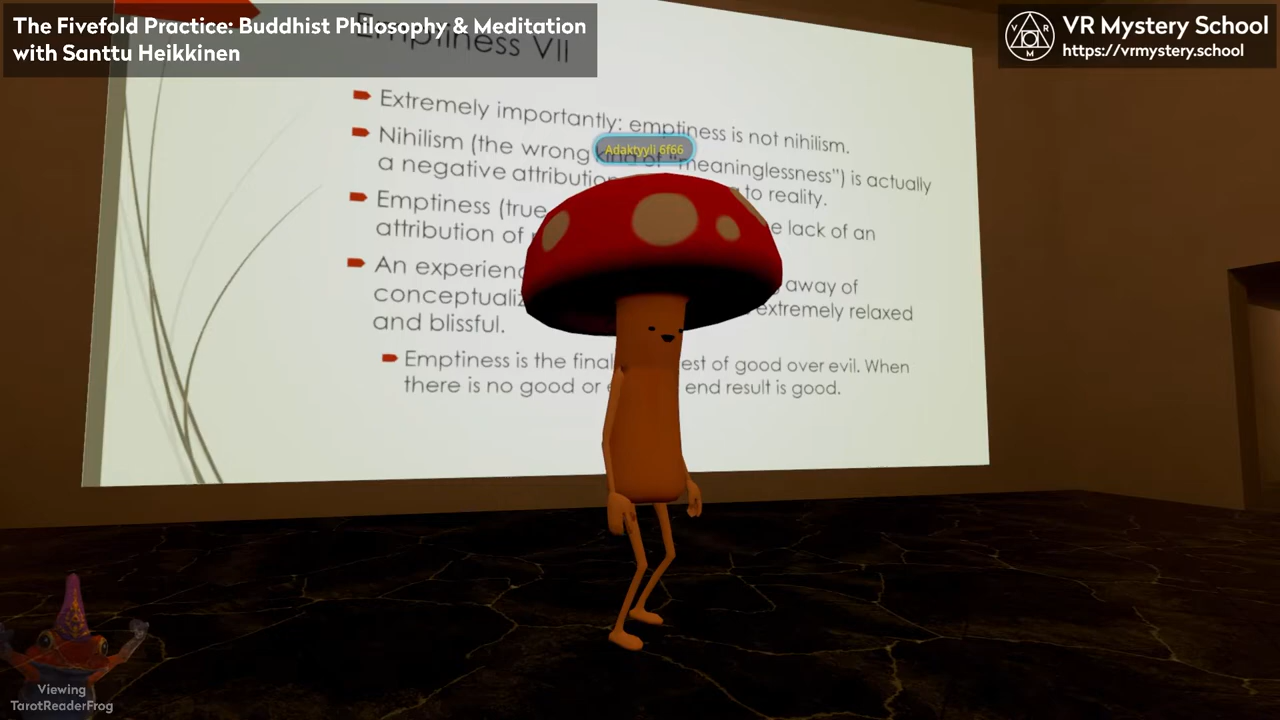 The Fivefold Practice: Buddhist Philosophy & Meditation
with Santtu Heikkinen
VR Mystery School
https://vrmystery.school
V R
M
Emptiness VII
Extremely importantly: emptiness is not nihilism.
Nihilism (the wrong kind of "meaninglessness") is actually
a negative attribution to reality.
Adaktyyli 6f66
Emptiness (true lack of an
attribution of
An experien away of
conceptualiz extremely relaxed
and blissful.
Emptiness is the final est of good over evil. When
there is no good or e end result is good.
Viewing
TarotReaderFrog